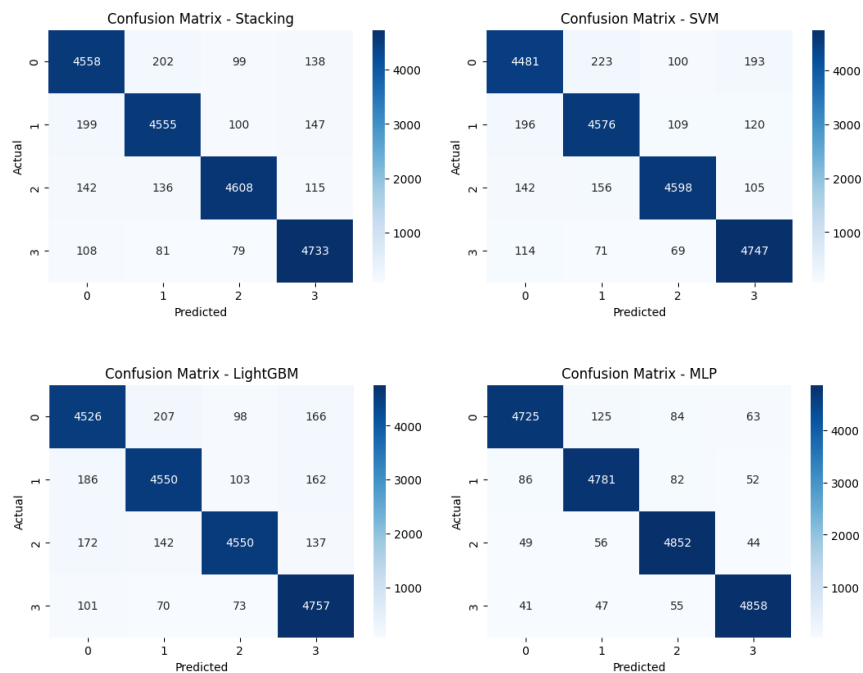 Confusion Matrix - Stacking
Actual
0 4558 202 99 138
1 199 4555 100 147
2 142 136 4608 115
3 108 81 79 4733
0 1 2 3
Predicted
4000
3000
2000
1000
Confusion Matrix - SVM
Actual
0 4481 223 100 193
1 196 4576 109 120
2 142 156 4598 105
3 114 71 69 4747
0 1 2 3
Predicted
4000
3000
2000
1000
Confusion Matrix - LightGBM
Actual
0 4526 207 98 166
1 186 4550 103 162
2 172 142 4550 137
3 101 70 73 4757
0 1 2 3
Predicted
4000
3000
2000
1000
Confusion Matrix - MLP
Actual
0 4725 125 84 63
1 86 4781 82 52
2 49 56 4852 44
3 41 47 55 4858
0 1 2 3
Predicted
4000
3000
2000
1000